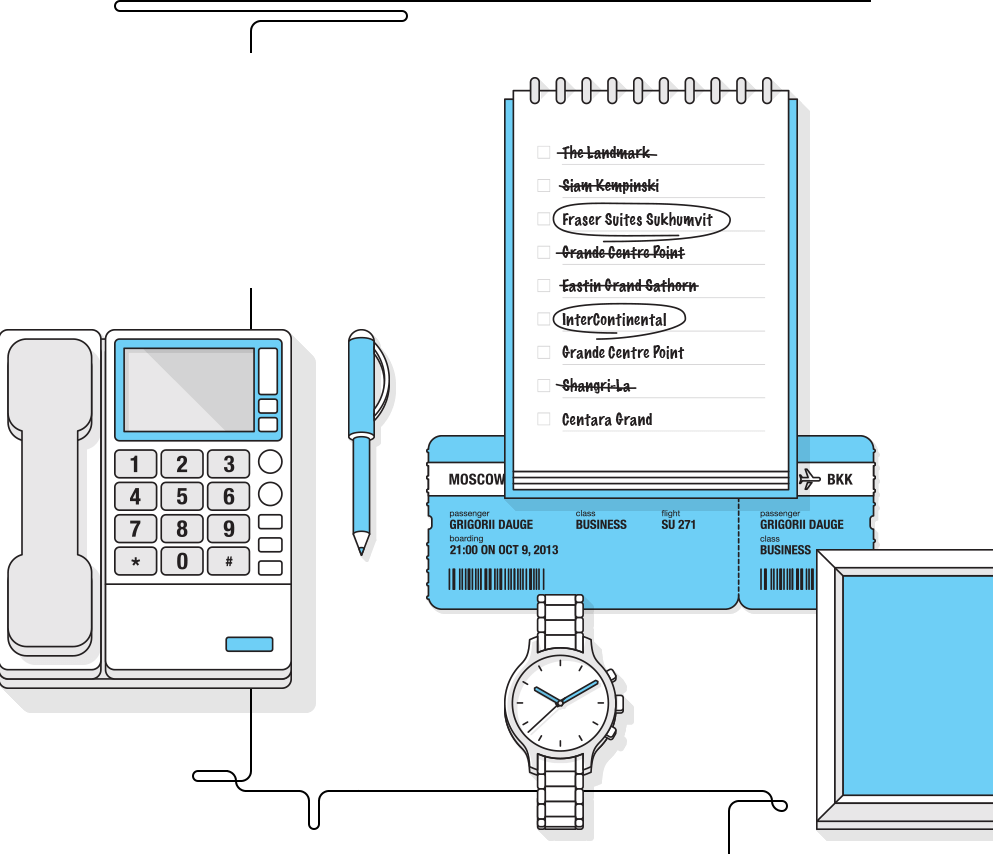 The Landmark
Siam Kempinski
Fraser Suites Sukhumvit
Grande Centre Point
Eastin Grand Sathorn
InterContinental
Grande Centre Point
Shangri-La
Centara Grand
1 2 3
4 5 6
7 8 9
* 0 #
MOSCOW
BKK
passenger class flight
GRIGORII DAUGE BUSINESS SU 271
boarding
21:00 ON OCT 9, 2013
passenger
GRIGORII DAUGE
class
BUSINESS